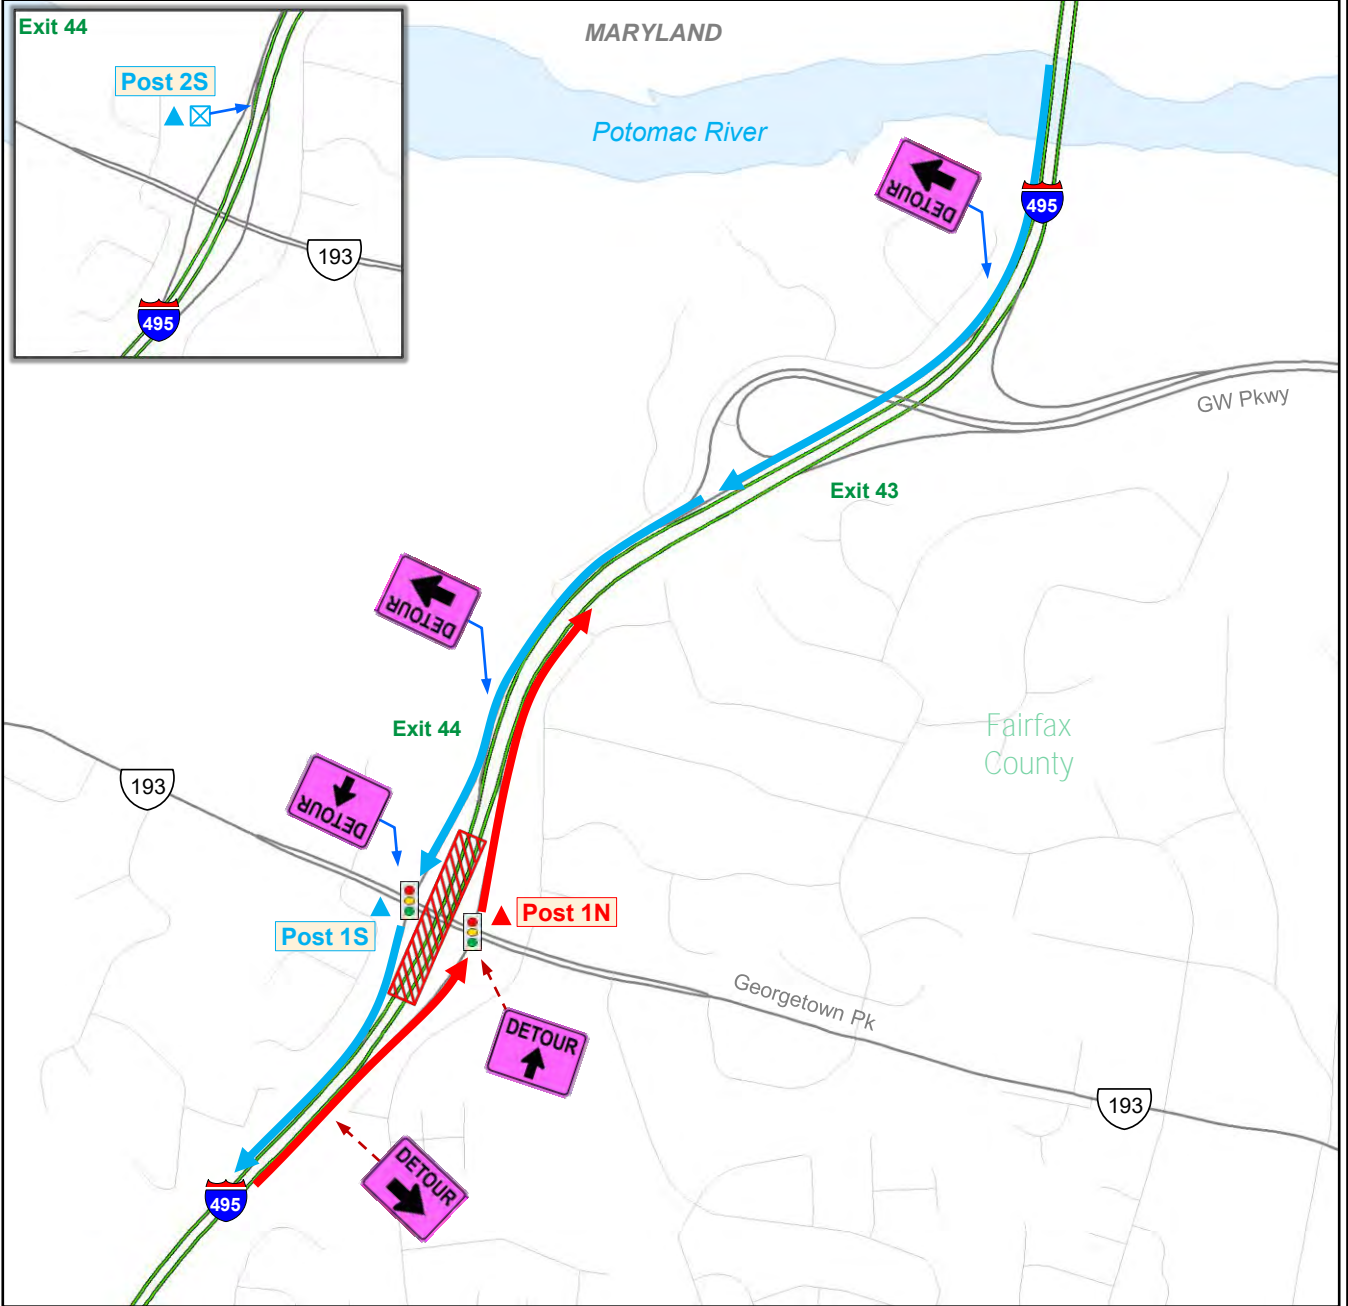 Exit 44
MARYLAND
Post 2S
Potomac River
DETOUR
495
193
495
GW Pkwy
Exit 43
DETOUR
Fairfax
County
Exit 44
193
DETOUR
Post 1N
Post 1S
Georgetown Pk
DETOUR
193
DETOUR
495